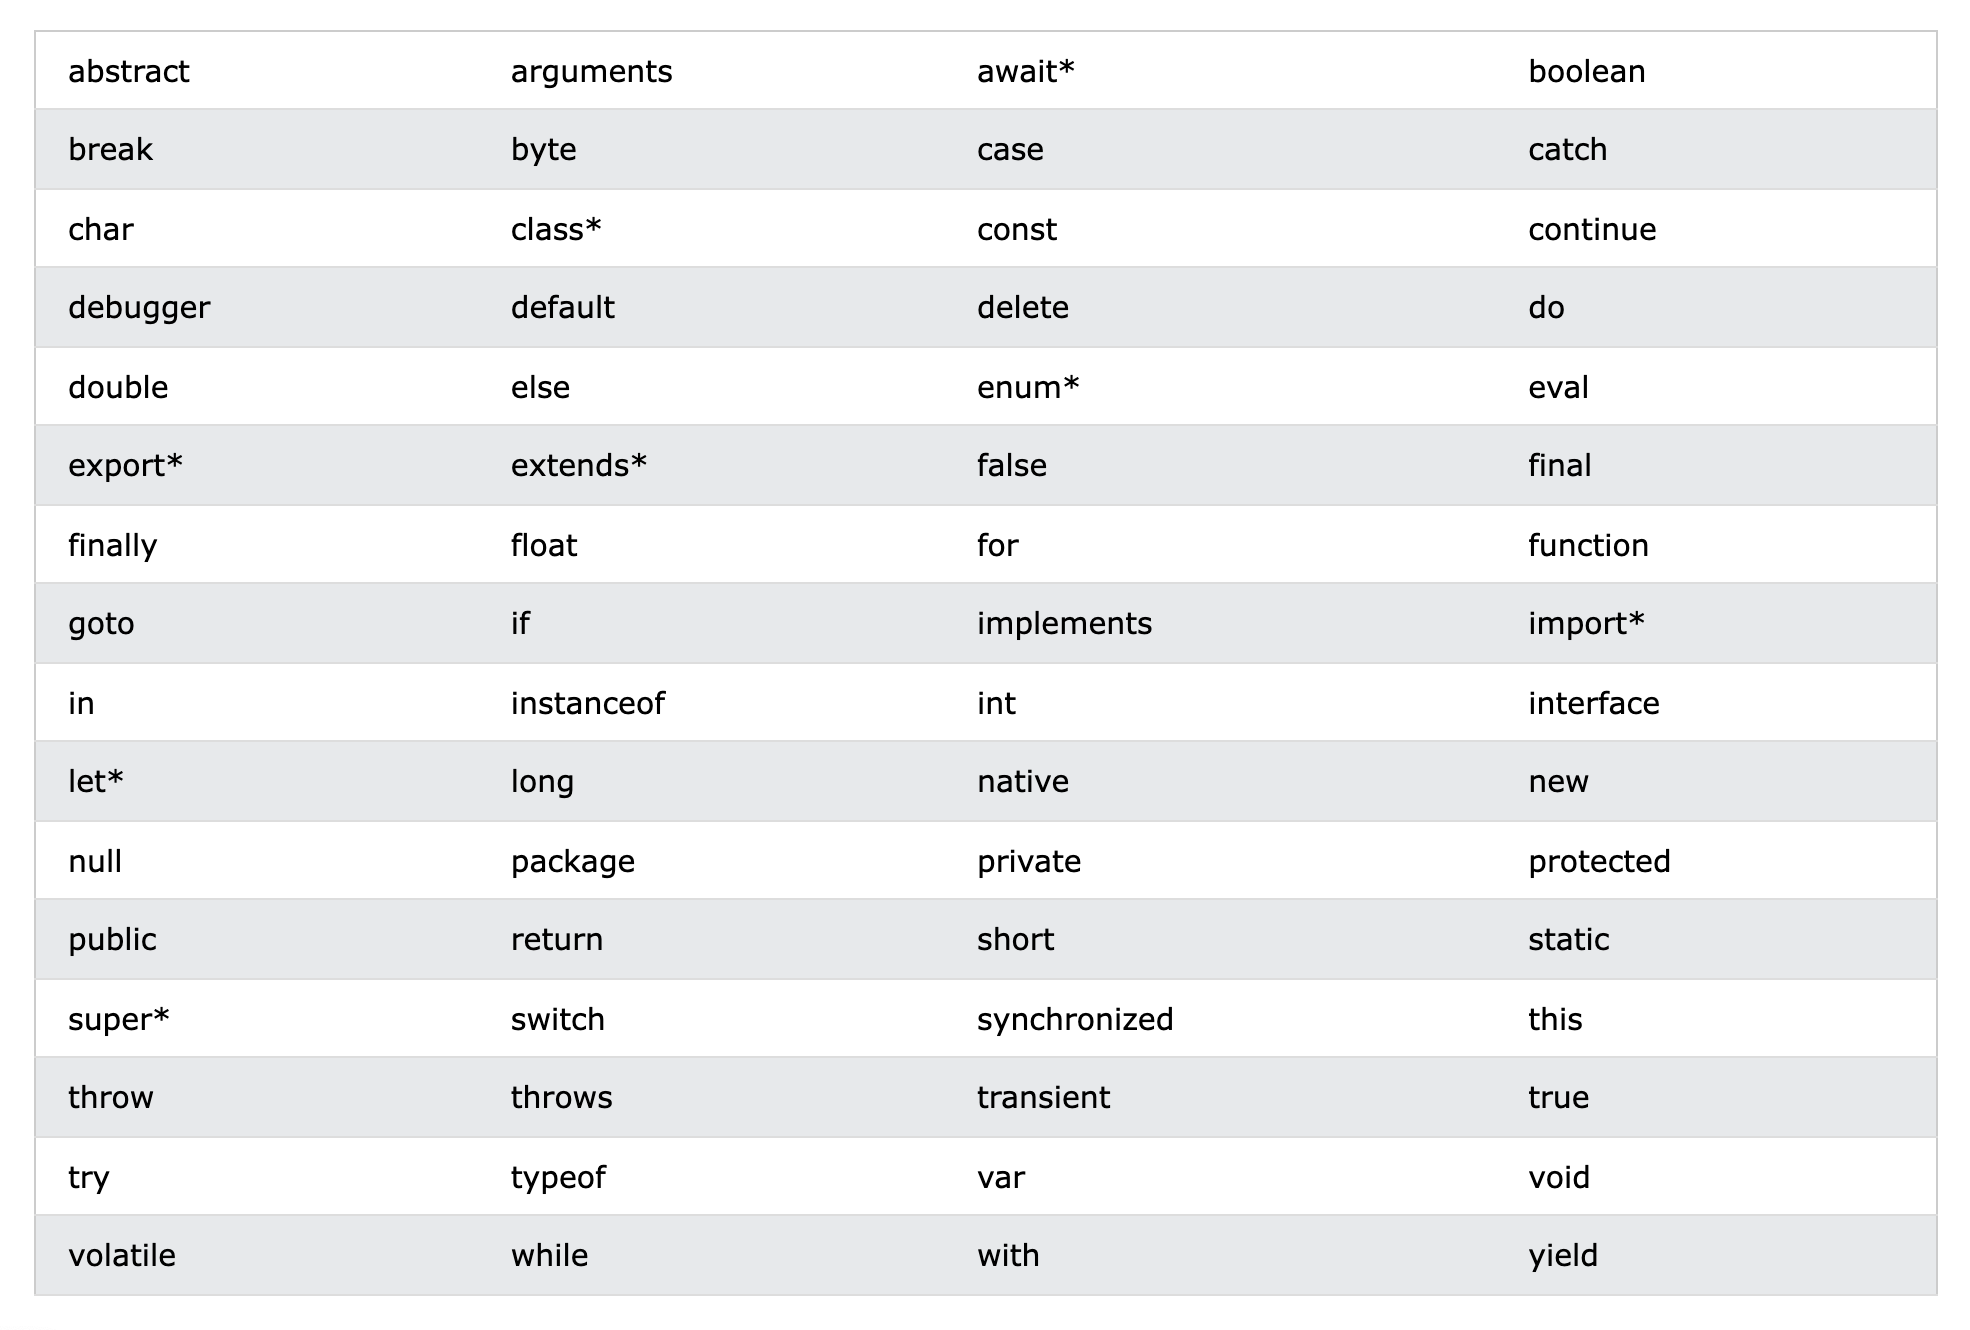 abstract arguments await* boolean
break byte case catch
char class* const continue
debugger default delete do
double else enum* eval
export* extends* false final
finally float for function
goto if implements import*
in instanceof int interface
let* long native new
null package private protected
public return short static
super* switch synchronized this
throw throws transient true
try typeof var void
volatile while with yield